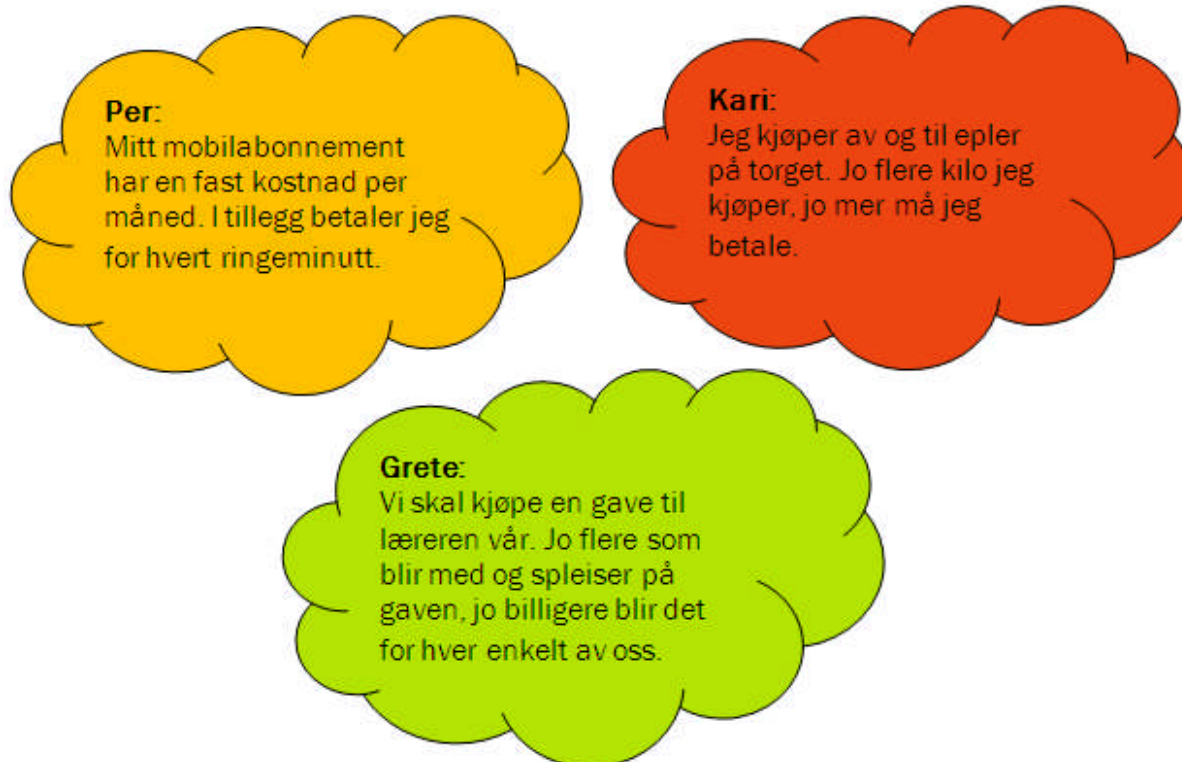 Per:
Mitt mobilabonnement
har en fast kostnad per
måned. I tillegg betaler jeg
for hvert ringeminutt.
Kari:
Jeg kjøper av og til epler
på torget. Jo flere kilo jeg
kjøper, jo mer må jeg
betale.
Grete:
Vi skal kjøpe en gave til
læreren vår. Jo flere som
blir med og spleiser på
gaven, jo billigere blir det
for hver enkelt av oss.